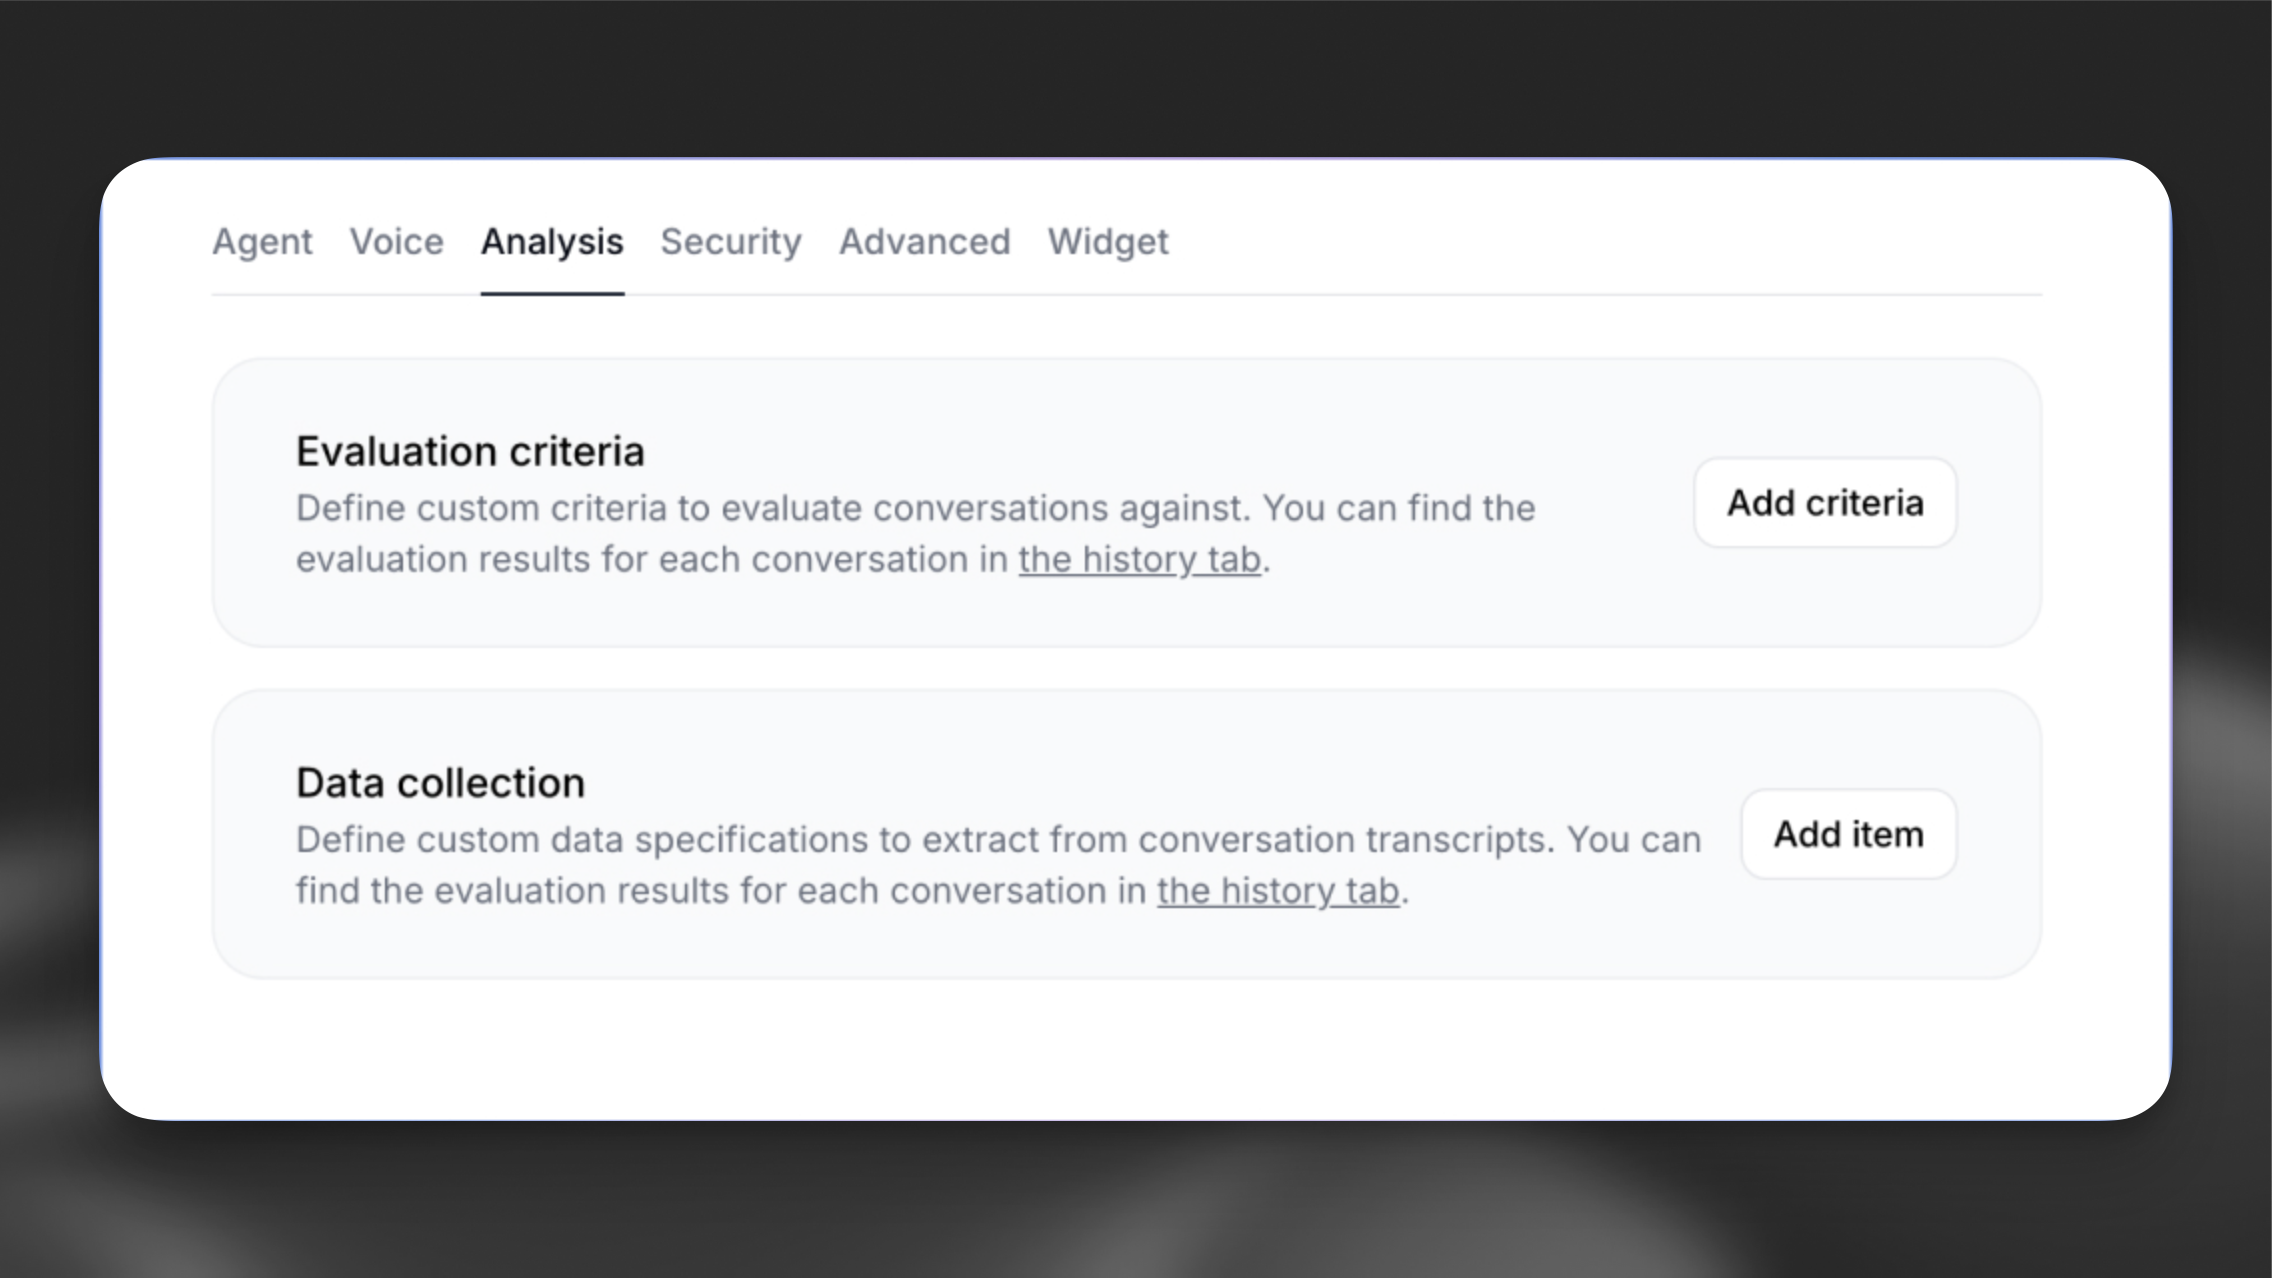 Agent Voice Analysis Security Advanced Widget
Evaluation criteria
Define custom criteria to evaluate conversations against. You can find the
evaluation results for each conversation in the history tab.
Add criteria
Data collection
Define custom data specifications to extract from conversation transcripts. You can
find the evaluation results for each conversation in the history tab.
Add item